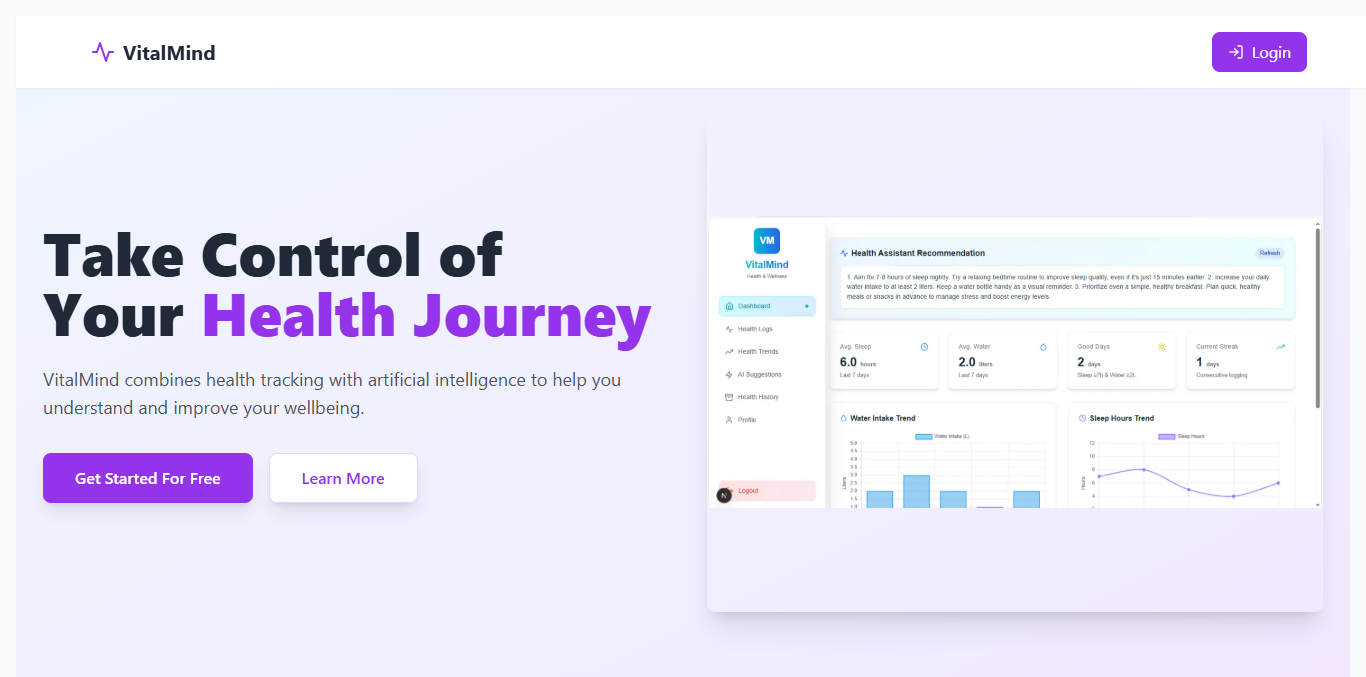 VitalMind
Login
Take Control of
Your Health Journey
VitalMind combines health tracking with artificial intelligence to help you
understand and improve your wellbeing.
Get Started For Free
Learn More
VM
VitalMind
Health & Wellness
Dashboard
Health Logs
Health Trends
AI Suggestions
Health History
Profile
Logout
N
Health Assistant Recommendation
Refresh
1. Aim for 7-8 hours of sleep nightly. Try a relaxing bedtime routine to improve sleep quality, even if it's just 15 minutes earlier. 2. Increase your daily
water intake to at least 2 liters. Keep a water bottle handy as a visual reminder. 3. Prioritize even a simple, healthy breakfast. Plan quick, healthy
meals or snacks in advance to manage stress and boost energy levels.
Avg. Sleep
6.0 hours
Last 7 days
Avg. Water
2.0 liters
Last 7 days
Good Days
2 days
Sleep ≥7h & Water ≥2L
Current Streak
1 days
Consecutive logging
Water Intake Trend
Water Intake (L)
5.0
4.5
4.0
3.5
3.0
2.5
2.0
1.5
1.0
Liters
Sleep Hours Trend
Sleep Hours
12
10
8
6
4
Hours